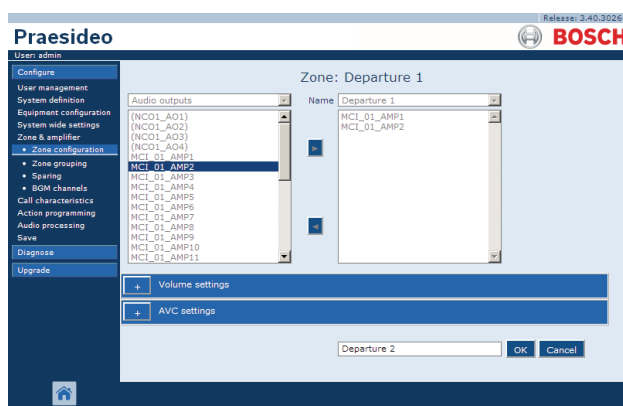 Release: 3.40.3026
Praesideo
BOSCH
User: admin
Configure
User management
System definition
Equipment configuration
System wide settings
Zone & amplifier
• Zone configuration
• Zone grouping
• Sparing
• BGM channels
Call characteristics
Action programming
Audio processing
Save
Diagnose
Upgrade
Zone: Departure 1
Audio outputs
(NCO1_AO1)
(NCO1_AO2)
(NCO1_AO3)
(NCO1_AO4)
MCI_01_AMP1
MCI_01_AMP2
MCI_01_AMP3
MCI_01_AMP4
MCI_01_AMP5
MCI_01_AMP6
MCI_01_AMP7
MCI_01_AMP8
MCI_01_AMP9
MCI_01_AMP10
MCI_01_AMP11
Name Departure 1
MCI_01_AMP1
MCI_01_AMP2
+ Volume settings
+ AVC settings
Departure 2 OK Cancel